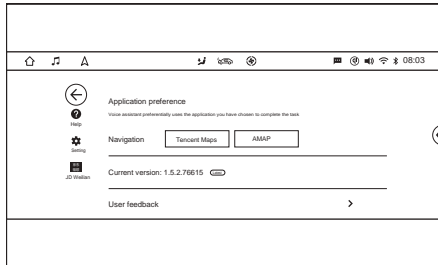 08:03
Application preference
Voice assistant preferentially uses the application you have chosen to complete the task
Help
Navigation
Tencent Maps
AMAP
Setting
Current version: 1.5.2.76615
JD Weilian
User feedback